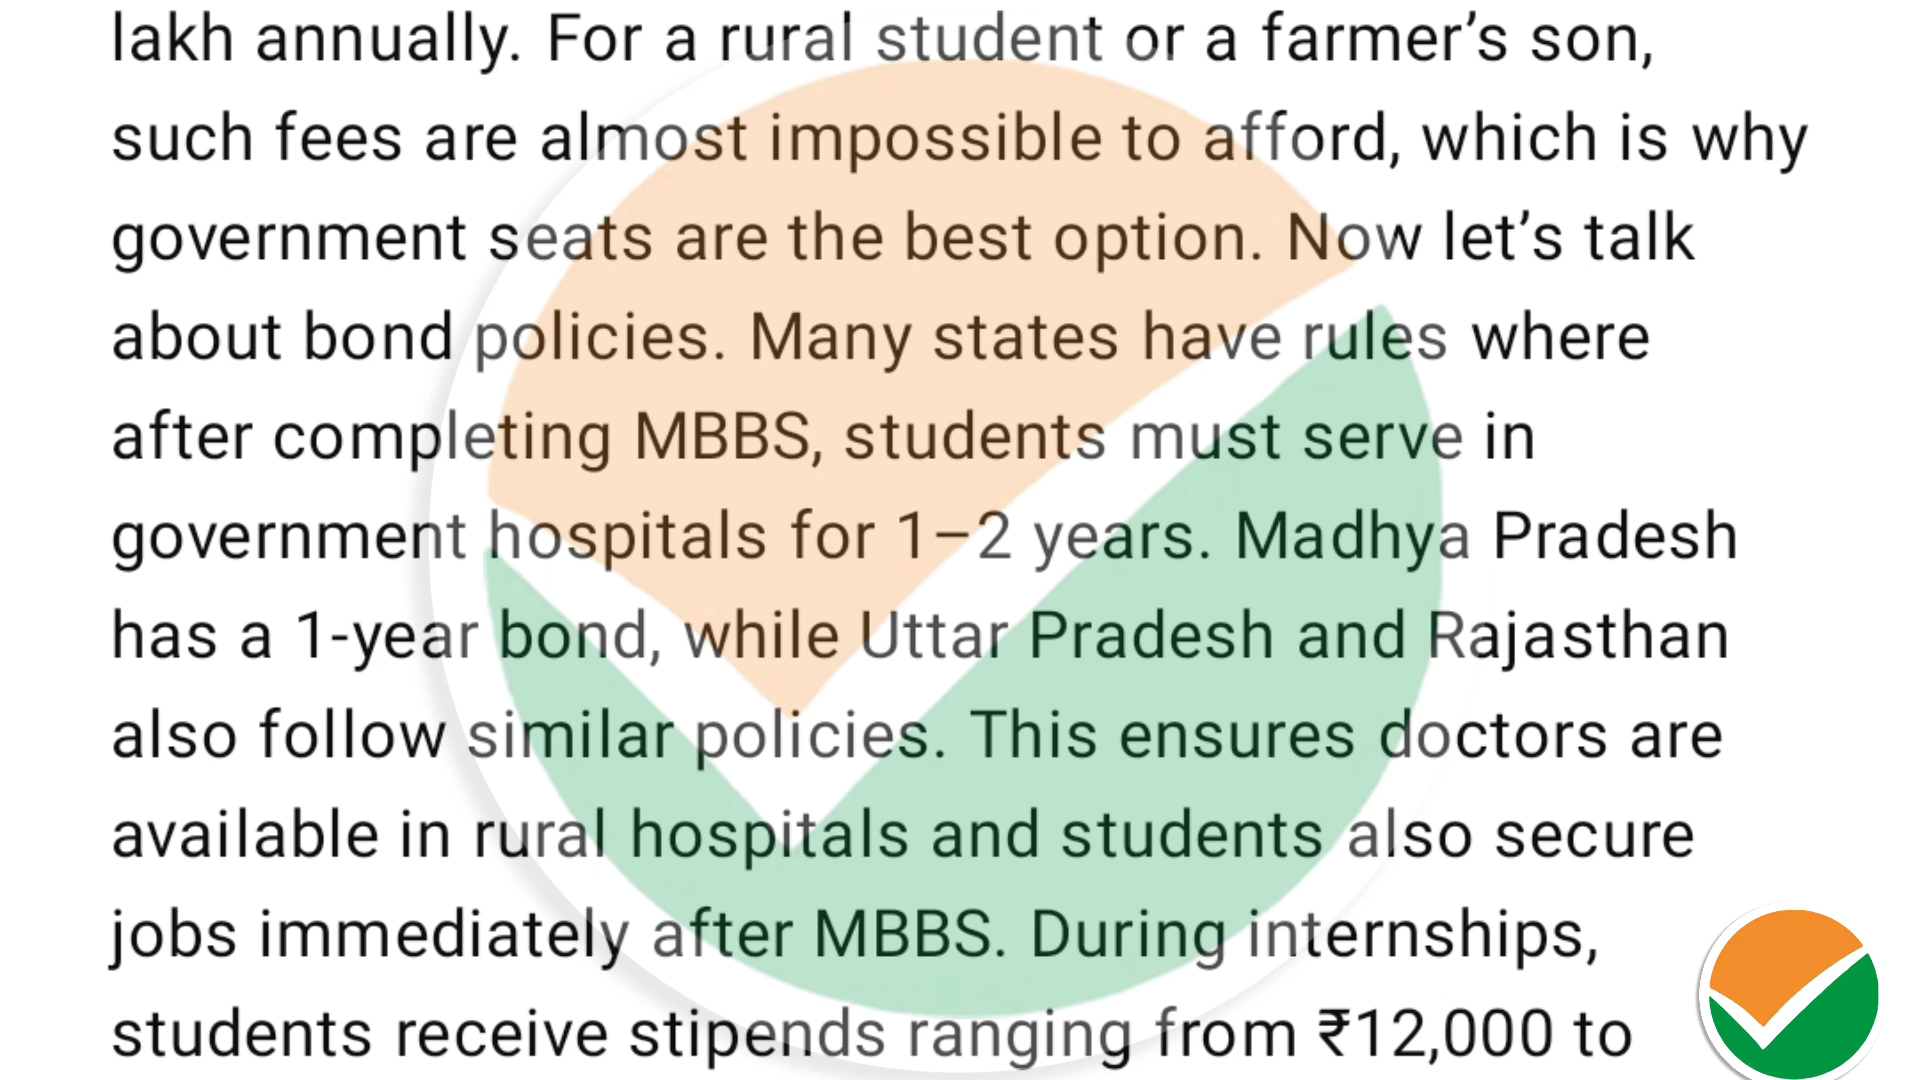 lakh annually. For a rural student or a farmer’s son,
such fees are almost impossible to afford, which is why
government seats are the best option. Now let’s talk
about bond policies. Many states have rules where
after completing MBBS, students must serve in
government hospitals for 1–2 years. Madhya Pradesh
has a 1-year bond, while Uttar Pradesh and Rajasthan
also follow similar policies. This ensures doctors are
available in rural hospitals and students also secure
jobs immediately after MBBS. During internships,
students receive stipends ranging from ₹12,000 to